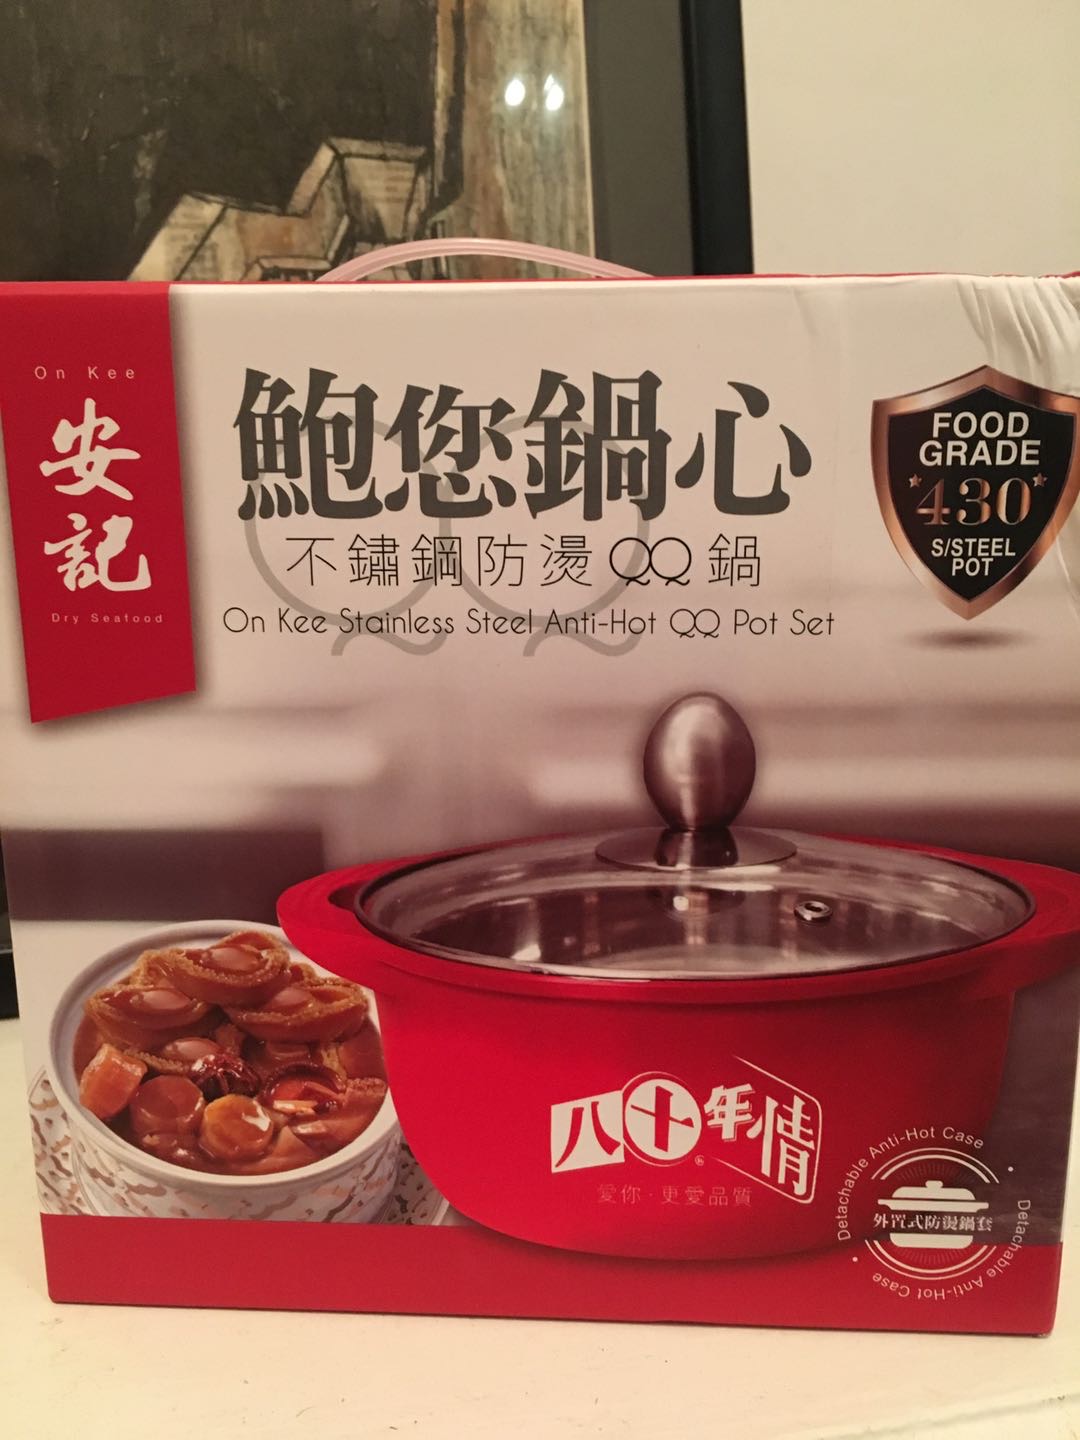 On Kee
安記
Dry Seafood
鮑您鍋心
不鏽鋼防燙QQ鍋
On Kee Stainless Steel Anti-Hot QQ Pot Set
FOOD
GRADE
430
S/STEEL
POT
八十年情
愛你·更愛品質
Detachable Anti-Hot Case
外置式防燙鍋套
Detachable Anti-Hot Case